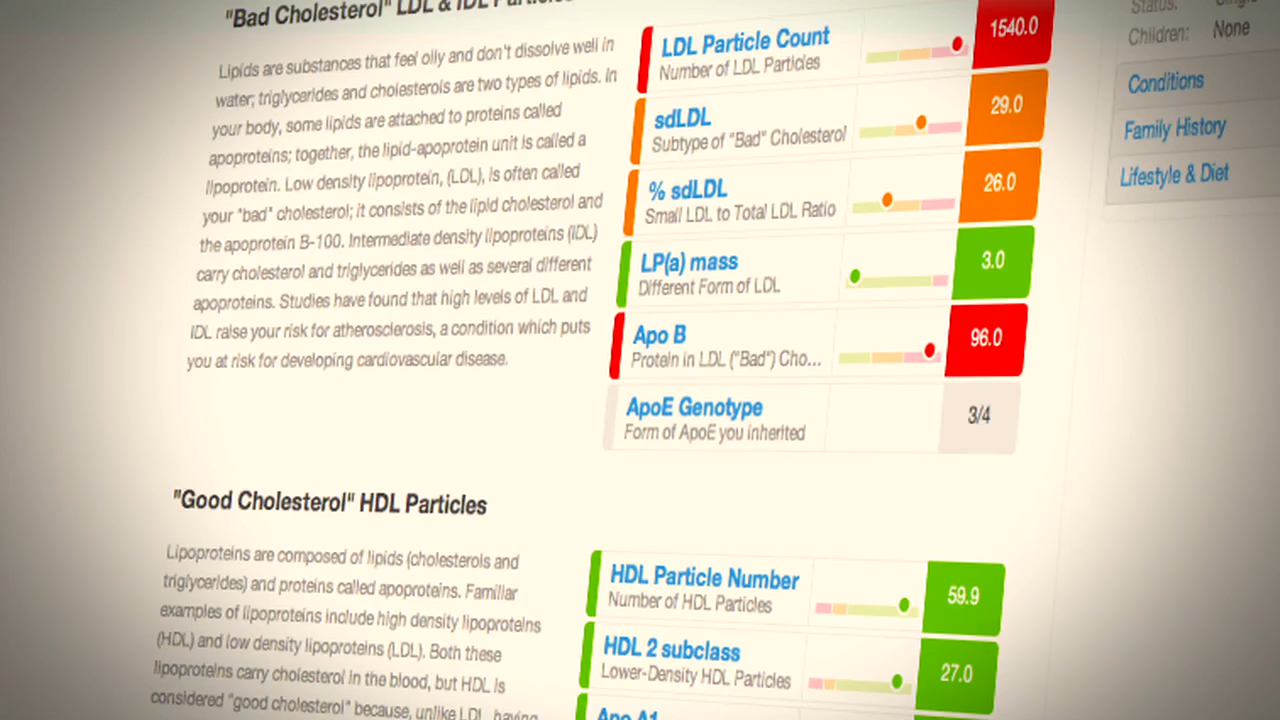 "Bad Cholesterol" LDL & IDL Particles
Lipids are substances that feel oily and don't dissolve well in
water; triglycerides and cholesterols are two types of lipids. In
your body, some lipids are attached to proteins called
apoproteins; together, the lipid-apoprotein unit is called a
lipoprotein. Low density lipoprotein, (LDL), is often called
your "bad" cholesterol; it consists of the lipid cholesterol and
the apoprotein B-100. Intermediate density lipoproteins (IDL)
carry cholesterol and triglycerides as well as several different
apoproteins. Studies have found that high levels of LDL and
IDL raise your risk for atherosclerosis, a condition which puts
you at risk for developing cardiovascular disease.
LDL Particle Count
Number of LDL Particles
1540.0
sdLDL
Subtype of "Bad" Cholesterol
29.0
% sdLDL
Small LDL to Total LDL Ratio
26.0
LP(a) mass
Different Form of LDL
3.0
Apo B
Protein in LDL ("Bad") Cho...
96.0
ApoE Genotype
Form of ApoE you inherited
3/4
Status: Single
Children: None
Conditions
Family History
Lifestyle & Diet
"Good Cholesterol" HDL Particles
Lipoproteins are composed of lipids (cholesterols and
triglycerides) and proteins called apoproteins. Familiar
examples of lipoproteins include high density lipoproteins
(HDL) and low density lipoproteins (LDL). Both these
lipoproteins carry cholesterol in the blood, but HDL is
considered "good cholesterol" because, unlike LDL, having
HDL Particle Number
Number of HDL Particles
59.9
HDL 2 subclass
Lower-Density HDL Particles
27.0
Apo A1